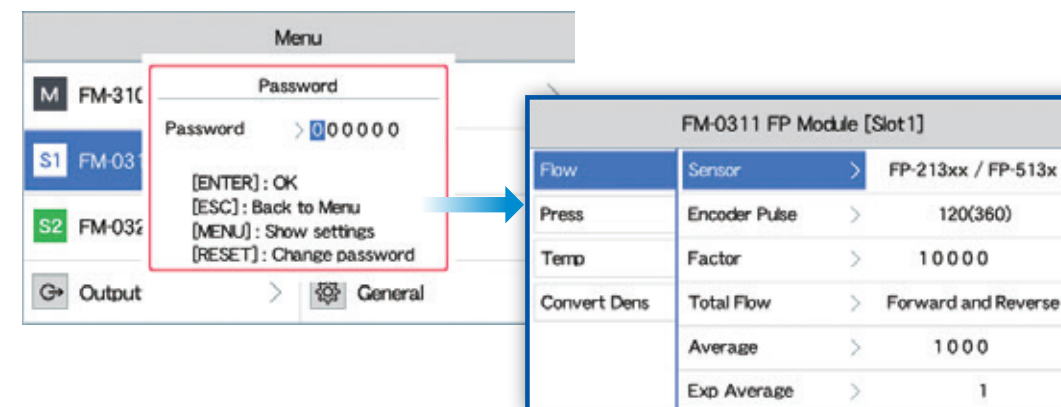 Menu
M FM-310
Password
Password > 000000
[ENTER] : OK
[ESC] : Back to Menu
[MENU] : Show settings
[RESET] : Change password
S1 FM-031
S2 FM-032
Output >
General
FM-0311 FP Module [Slot1]
Flow
Press
Temp
Convert Dens
Sensor > FP-213xx / FP-513x
Encoder Pulse > 120(360)
Factor > 10000
Total Flow > Forward and Reverse
Average > 1000
Exp Average > 1